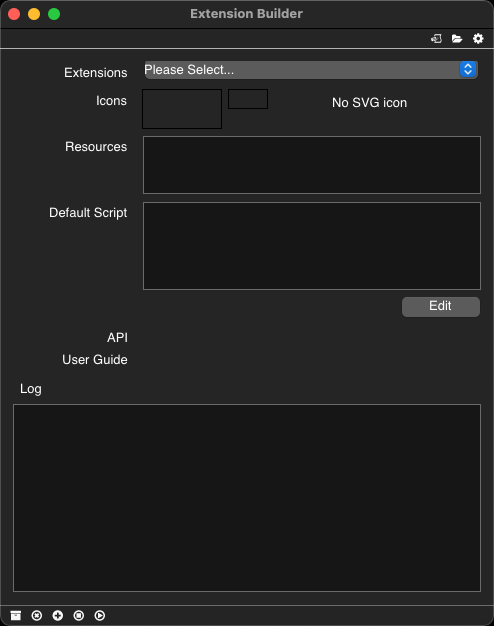 Extension Builder
Extensions
Please Select...
Icons
No SVG icon
Resources
Default Script
Edit
API
User Guide
Log